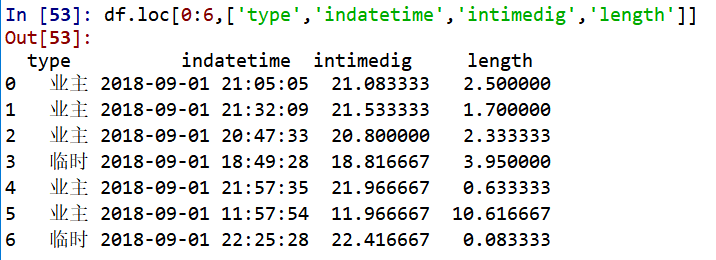 In [53]: df.loc[0:6,['type','indatetime','intimedig','length']]
Out[53]:
type indatetime intimedig length
0 业主 2018-09-01 21:05:05 21.083333 2.500000
1 业主 2018-09-01 21:32:09 21.533333 1.700000
2 业主 2018-09-01 20:47:33 20.800000 2.333333
3 临时 2018-09-01 18:49:28 18.816667 3.950000
4 业主 2018-09-01 21:57:35 21.966667 0.633333
5 业主 2018-09-01 11:57:54 11.966667 10.616667
6 临时 2018-09-01 22:25:28 22.416667 0.083333